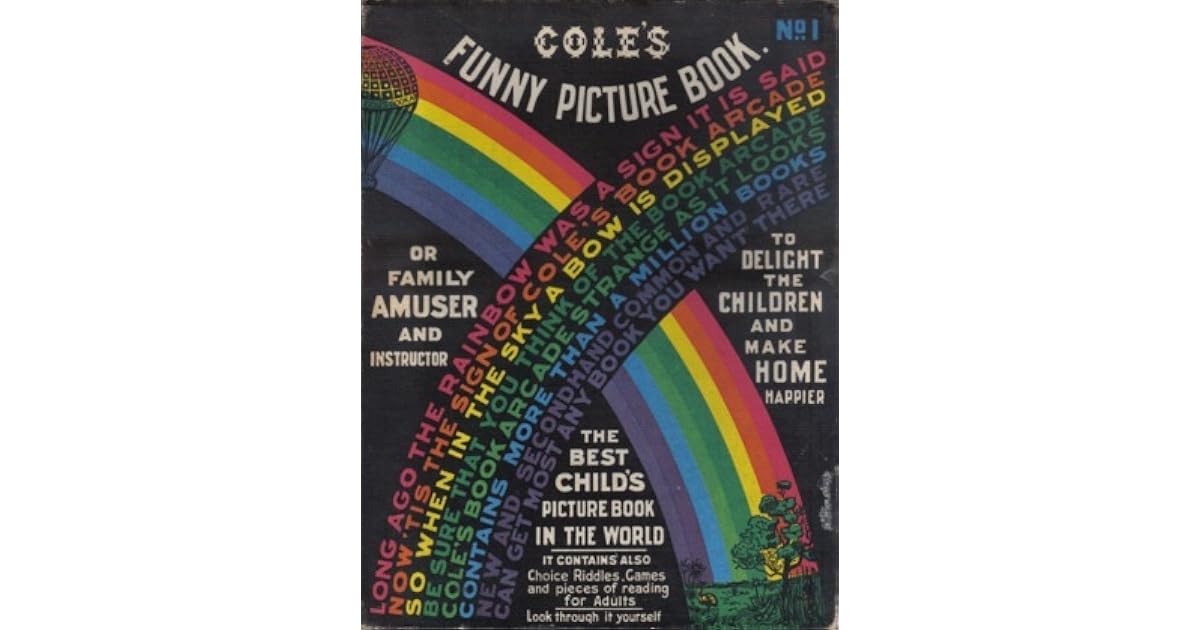 COLE'S
No 1
FUNNY PICTURE BOOK.
LONG AGO THE RAINBOW WAS A SIGN IT IS SAID
NOW 'TIS THE SIGN OF COLE'S BOOK ARCADE
SO WHEN IN THE SKY A BOW IS DISPLAYED
BE SURE THAT YOU THINK OF THE BOOK ARCADE
COLE'S BOOK ARCADE STRANGE AS IT LOOKS
CONTAINS MORE THAN A MILLION BOOKS
NEW AND SECONDHAND COMMON AND RARE
CAN GET MOST ANY BOOK YOU WANT THERE
OR
FAMILY
AMUSER
AND
INSTRUCTOR
TO
DELIGHT
THE
CHILDREN
AND
MAKE
HOME
HAPPIER
THE
BEST
CHILD'S
PICTURE BOOK
IN THE WORLD
IT CONTAINS ALSO
Choice Riddles, Games
and pieces of reading
for Adults
Look through it yourself